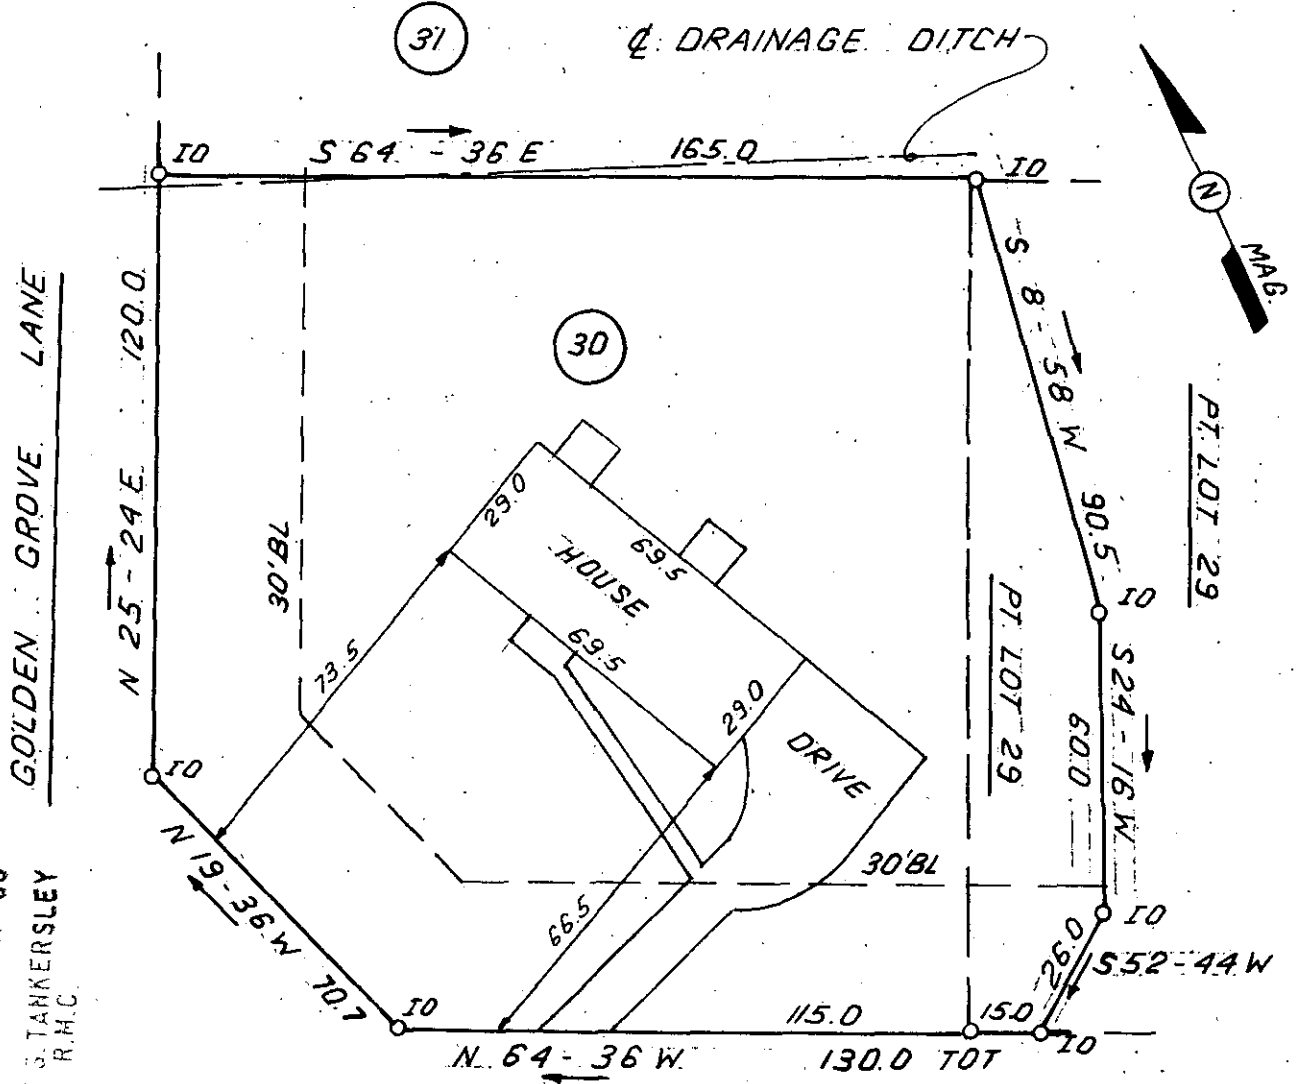 31
℄ DRAINAGE DITCH
IO
S 64 - 36 E
165.0
IO
N
MAG.
GOLDEN GROVE LANE
N 25 - 24 E 120.0
30' BL
30
S 8 - 58 W 90.5
PT. LOT 29
29.0
HOUSE
69.5
69.5
73.5
29.0
DRIVE
PT. LOT 29
IO
S 24 - 16 W
60.0
IO
N 19 - 36 W 70.7
30' BL
66.5
IO
26.0
S 52 - 44 W
S. TANKERSLEY
R.M.C.
IO
115.0
15.0
IO
N 64 - 36 W
130.0 TOT